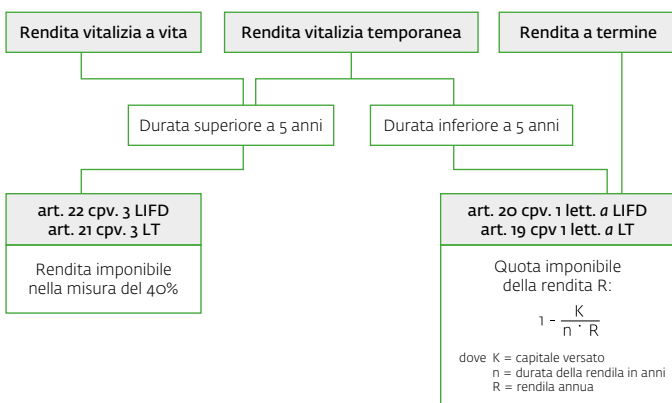 Rendita vitalizia a vita
Rendita vitalizia temporanea
Rendita a termine
Durata superiore a 5 anni
Durata inferiore a 5 anni
art. 22 cpv. 3 LIFD
art. 21 cpv. 3 LT
Rendita imponibile
nella misura del 40%
art. 20 cpv. 1 lett. a LIFD
art. 19 cpv 1 lett. a LT
Quota imponibile
della rendita R:
1 - K
n · R
dove K = capitale versato
n = durata della rendila in anni
R = rendila annua